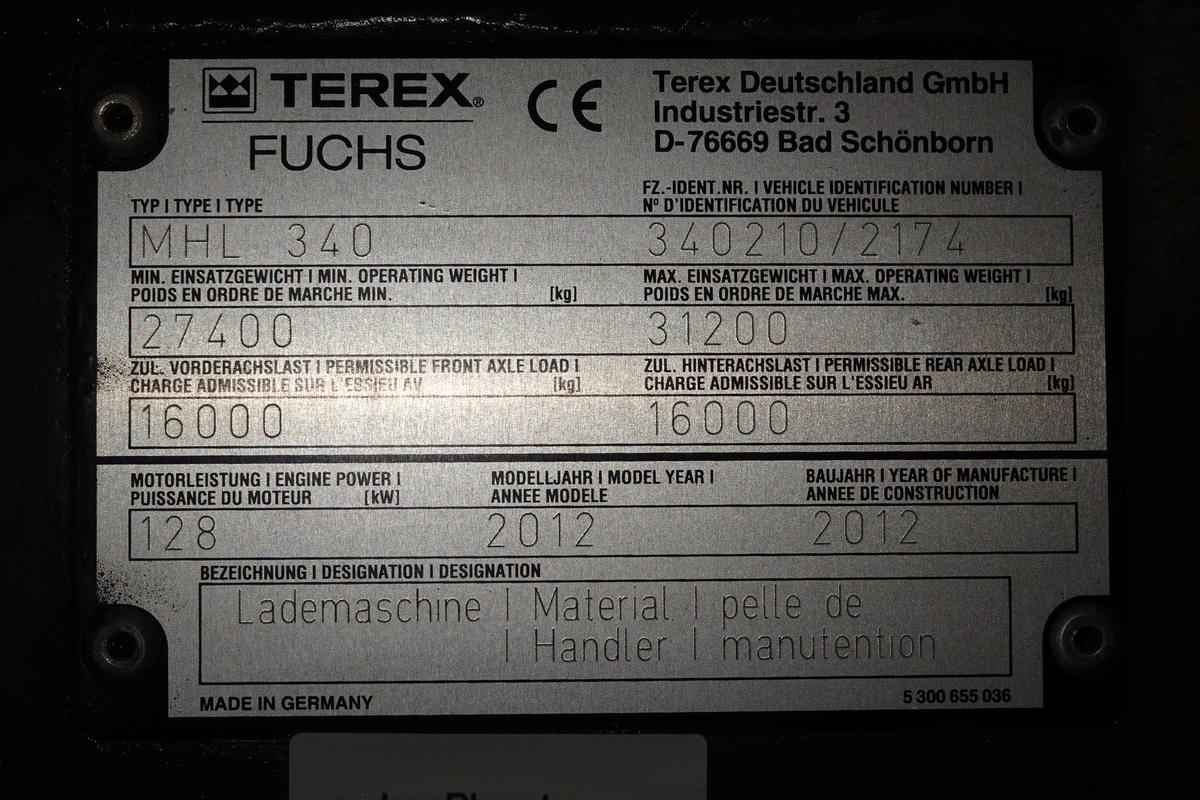 TEREX®
FUCHS
CE
Terex Deutschland GmbH
Industriestr. 3
D-76669 Bad Schönborn
TYP I TYPE I TYPE
FZ.-IDENT.NR. I VEHICLE IDENTIFICATION NUMBER I
Nº D'IDENTIFICATION DU VEHICULE
MHL 340
340210/2174
MIN. EINSATZGEWICHT I MIN. OPERATING WEIGHT I
POIDS EN ORDRE DE MARCHE MIN. [kg]
MAX. EINSATZGEWICHT I MAX. OPERATING WEIGHT I
POIDS EN ORDRE DE MARCHE MAX. [kg]
27400
31200
ZUL. VORDERACHSLAST I PERMISSIBLE FRONT AXLE LOAD I
CHARGE ADMISSIBLE SUR L'ESSIEU AV [kg]
ZUL. HINTERACHSLAST I PERMISSIBLE REAR AXLE LOAD I
CHARGE ADMISSIBLE SUR L'ESSIEU AR [kg]
16000
16000
MOTORLEISTUNG I ENGINE POWER I
PUISSANCE DU MOTEUR [kW]
MODELLJAHR I MODEL YEAR I
ANNEE MODELE
BAUJAHR I YEAR OF MANUFACTURE I
ANNEE DE CONSTRUCTION
128
2012
2012
BEZEICHNUNG I DESIGNATION I DESIGNATION
Lademaschine | Material | pelle de
| Handler | manutention
MADE IN GERMANY
5 300 655 036